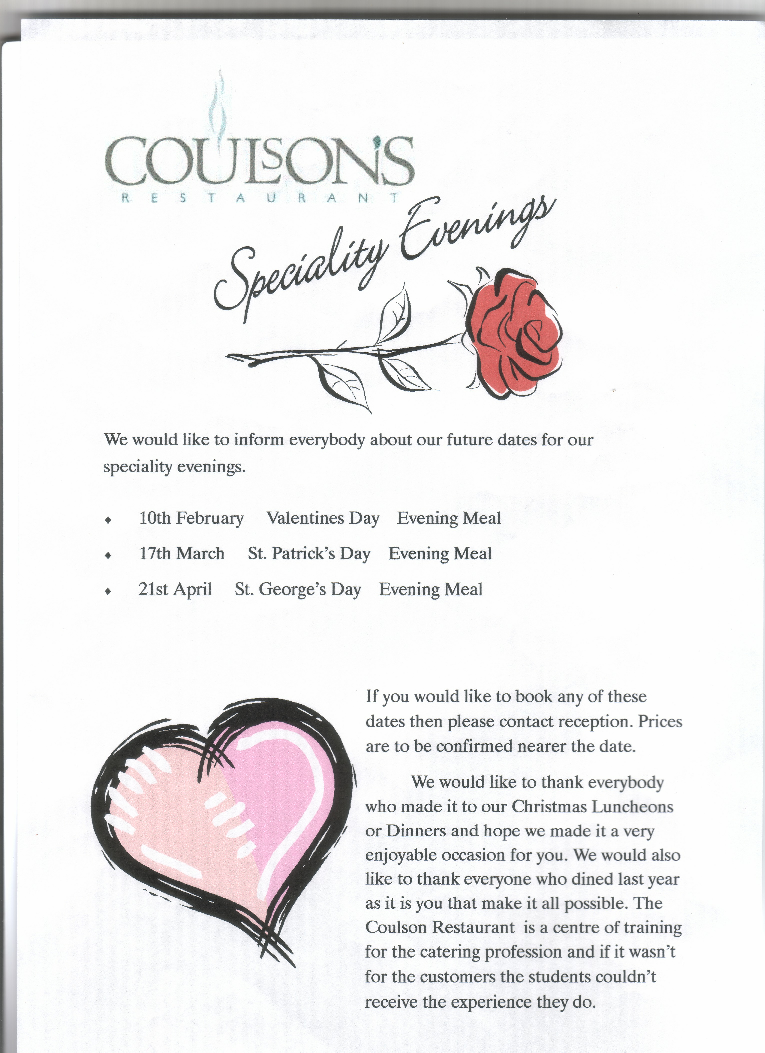 COULSON'S
RESTAURANT
Speciality Evenings
We would like to inform everybody about our future dates for our
speciality evenings.
♦ 10th February Valentines Day Evening Meal
♦ 17th March St. Patrick's Day Evening Meal
♦ 21st April St. George's Day Evening Meal
If you would like to book any of these
dates then please contact reception. Prices
are to be confirmed nearer the date.
We would like to thank everybody
who made it to our Christmas Luncheons
or Dinners and hope we made it a very
enjoyable occasion for you. We would also
like to thank everyone who dined last year
as it is you that make it all possible. The
Coulson Restaurant is a centre of training
for the catering profession and if it wasn't
for the customers the students couldn't
receive the experience they do.